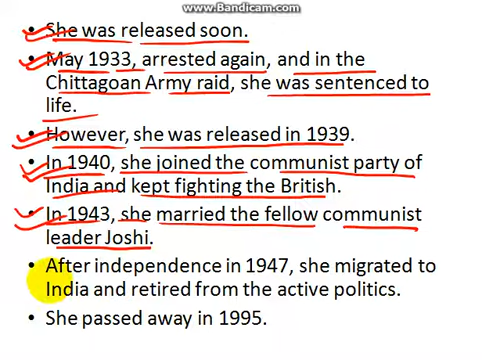 www.Bandicam.com
• She was released soon.
• May 1933, arrested again, and in the
Chittagoan Army raid, she was sentenced to
life.
• However, she was released in 1939.
• In 1940, she joined the communist party of
India and kept fighting the British.
• In 1943, she married the fellow communist
leader Joshi.
• After independence in 1947, she migrated to
India and retired from the active politics.
• She passed away in 1995.